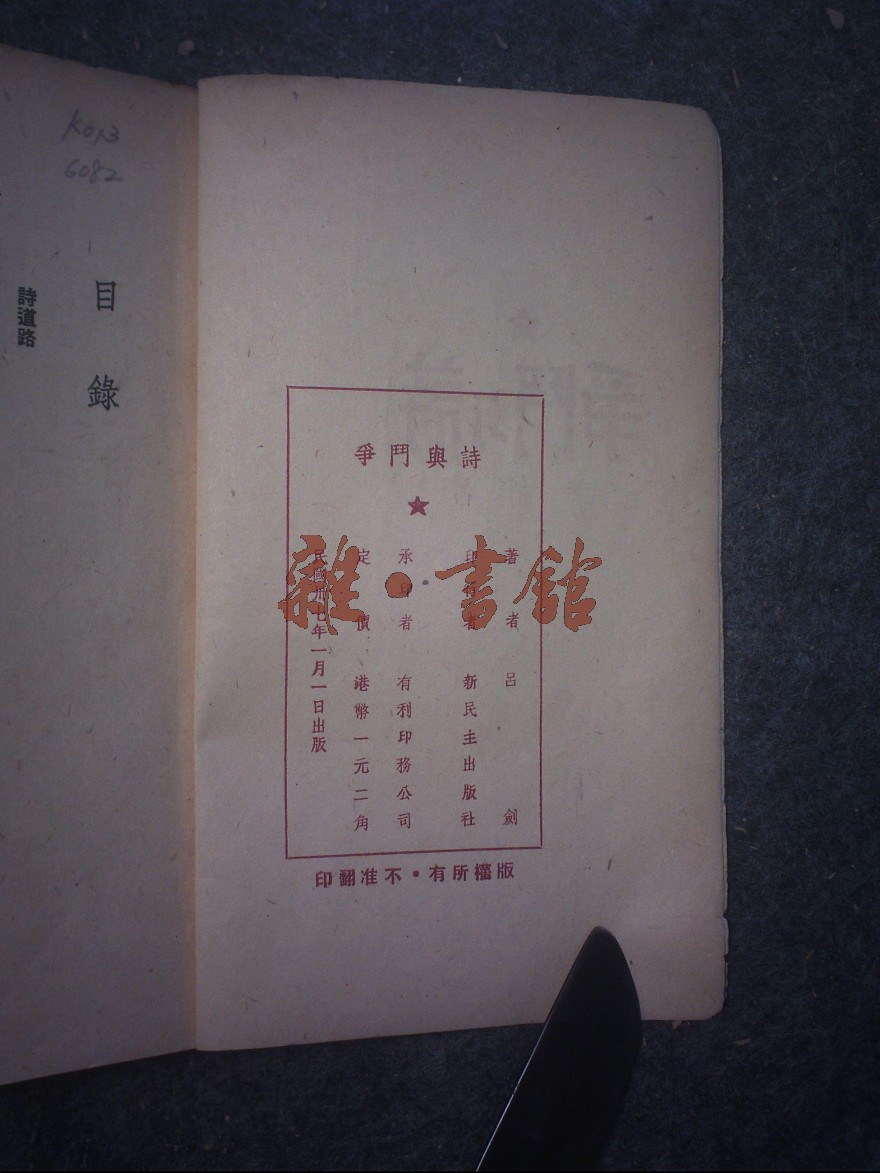 詩與鬥爭
★
著者 呂劍
印行者 新民主出版社
承印者 有利印務公司
定價 港幣一元二角
民國卅七年一月一日出版
版權所有・不准翻印
雜・書館
K013
6082
目錄
詩道路